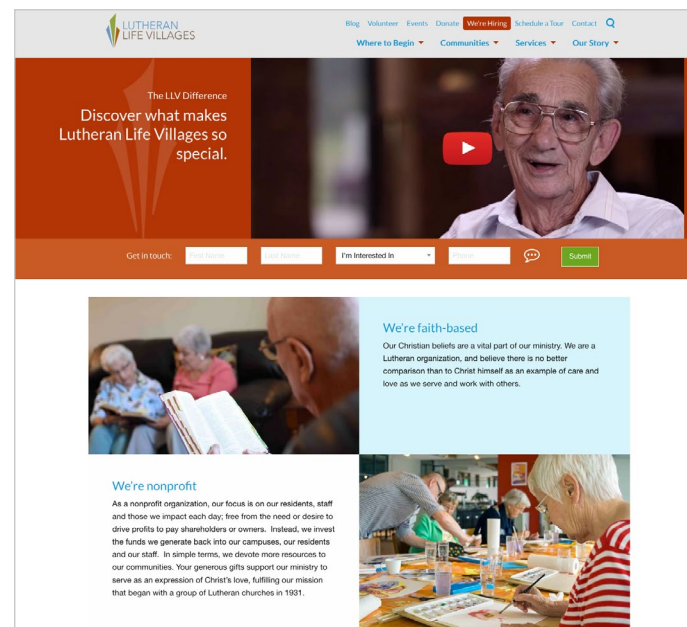 LUTHERAN
LIFE VILLAGES
Blog Volunteer Events Donate We're Hiring Schedule a Tour Contact
Where to Begin Communities Services Our Story
The LLV Difference
Discover what makes
Lutheran Life Villages so
special.
Get in touch: First Name Last Name I'm Interested In Phone Submit
We're faith-based
Our Christian beliefs are a vital part of our ministry. We are a
Lutheran organization, and believe there is no better
comparison than to Christ himself as an example of care and
love as we serve and work with others.
We're nonprofit
As a nonprofit organization, our focus is on our residents, staff
and those we impact each day; free from the need or desire to
drive profits to pay shareholders or owners. Instead, we invest
the funds we generate back into our campuses, our residents
and our staff. In simple terms, we devote more resources to
our communities. Your generous gifts support our ministry to
serve as an expression of Christ's love, fulfilling our mission
that began with a group of Lutheran churches in 1931.